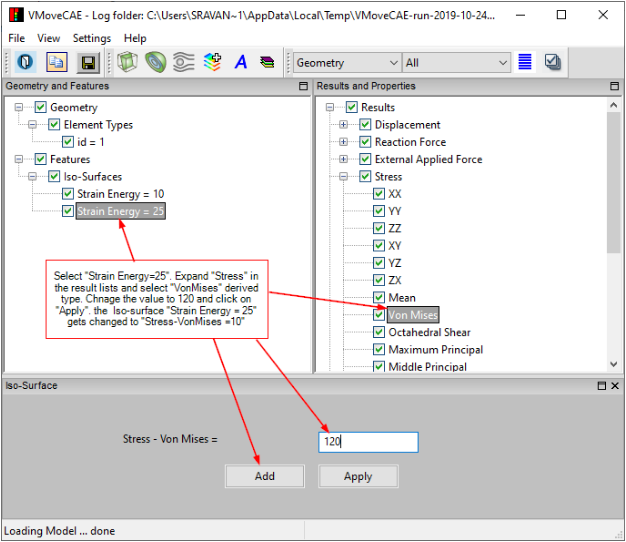 VMoveCAE - Log folder: C:\Users\SRAVAN~1\AppData\Local\Temp\VMoveCAE-run-2019-10-24...
File View Settings Help
A Geometry All
Geometry and Features
Geometry
Element Types
id = 1
Features
Iso-Surfaces
Strain Energy = 10
Strain Energy = 25
Results and Properties
Results
Displacement
Reaction Force
External Applied Force
Stress
XX
YY
ZZ
XY
YZ
ZX
Mean
Von Mises
Octahedral Shear
Maximum Principal
Middle Principal
Select "Strain Energy=25". Expand "Stress" in
the result lists and select "VonMises" derived
type. Chnage the value to 120 and click on
"Apply". the Iso-surface "Strain Energy = 25"
gets changed to "Stress-VonMises =10"
Iso-Surface
Stress - Von Mises = 120
Add Apply
Loading Model ... done